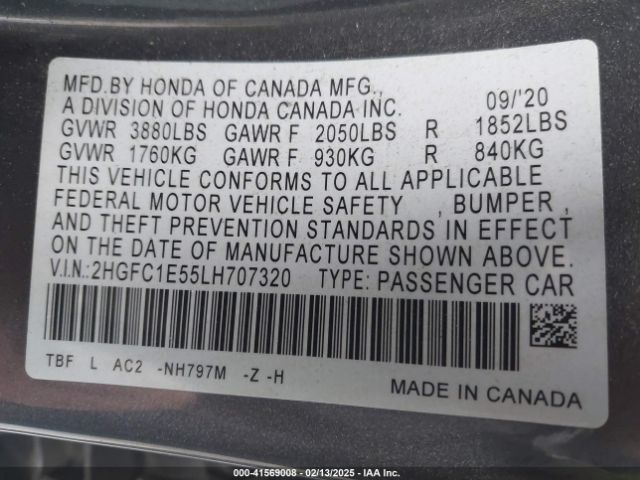 MFD.BY HONDA OF CANADA MFG.,
A DIVISION OF HONDA CANADA INC. 09/'20
GVWR 3880LBS GAWR F 2050LBS R 1852LBS
GVWR 1760KG GAWR F 930KG R 840KG
THIS VEHICLE CONFORMS TO ALL APPLICABLE
FEDERAL MOTOR VEHICLE SAFETY , BUMPER ,
AND THEFT PREVENTION STANDARDS IN EFFECT
ON THE DATE OF MANUFACTURE SHOWN ABOVE.
V.I.N.:2HGFC1E55LH707320 TYPE: PASSENGER CAR
TBF L AC2 -NH797M -Z -H
MADE IN CANADA
000-41569008 - 02/13/2025 - IAAI.COM